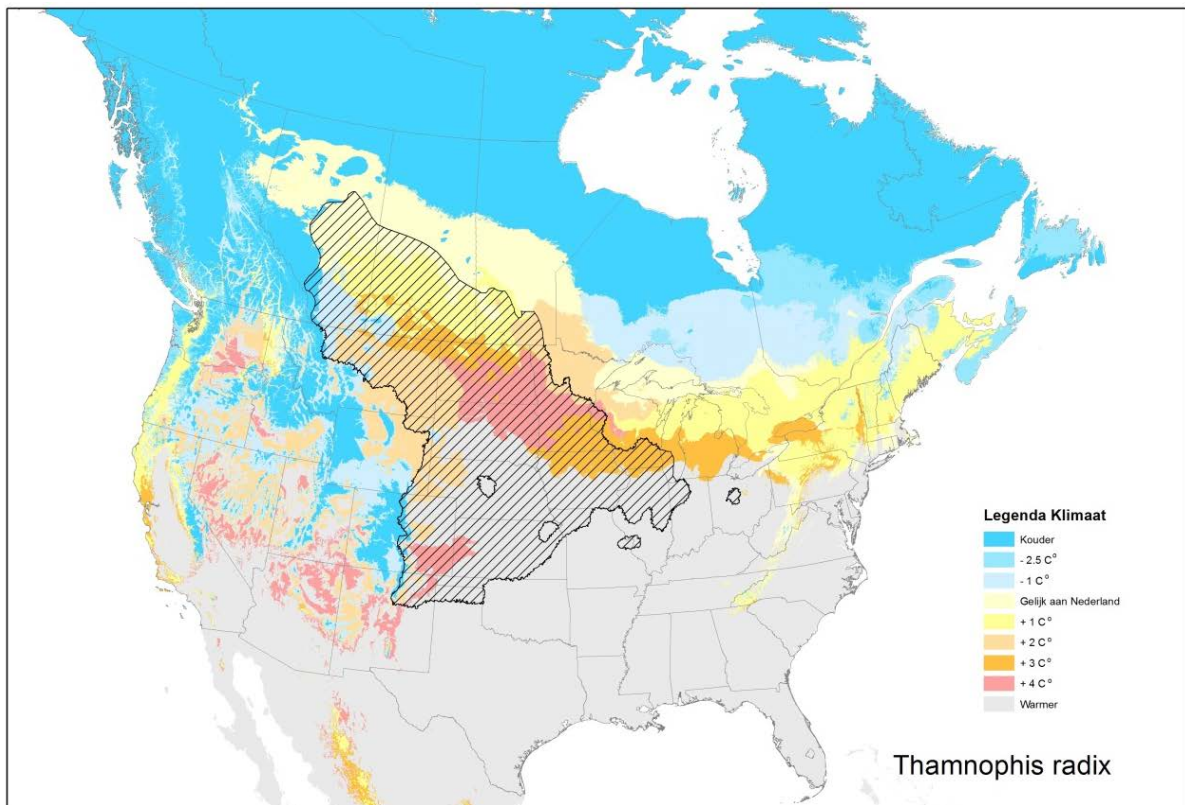 Legenda Klimaat
Kouder
- 2.5 C°
- 1 C°
Gelijk aan Nederland
+ 1 C°
+ 2 C°
+ 3 C°
+ 4 C°
Warmer
Thamnophis radix